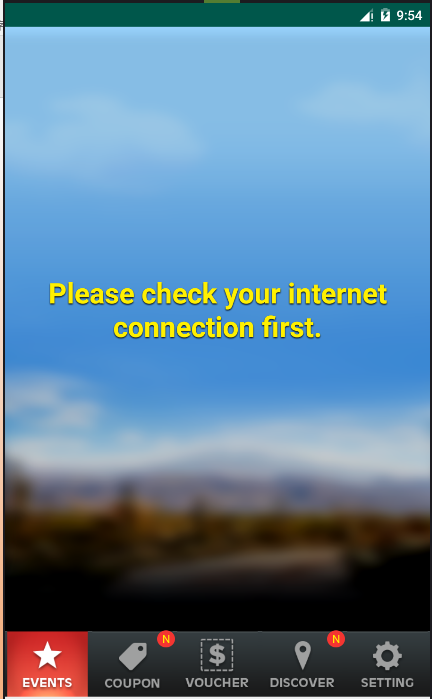 9:54
Please check your internet
connection first.
N
N
EVENTS
COUPON
VOUCHER
DISCOVER
SETTING